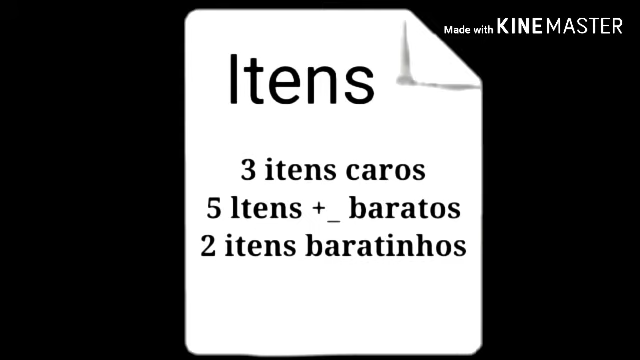 Made with KINEMASTER
Itens
3 itens caros
5 ltens +_ baratos
2 itens baratinhos